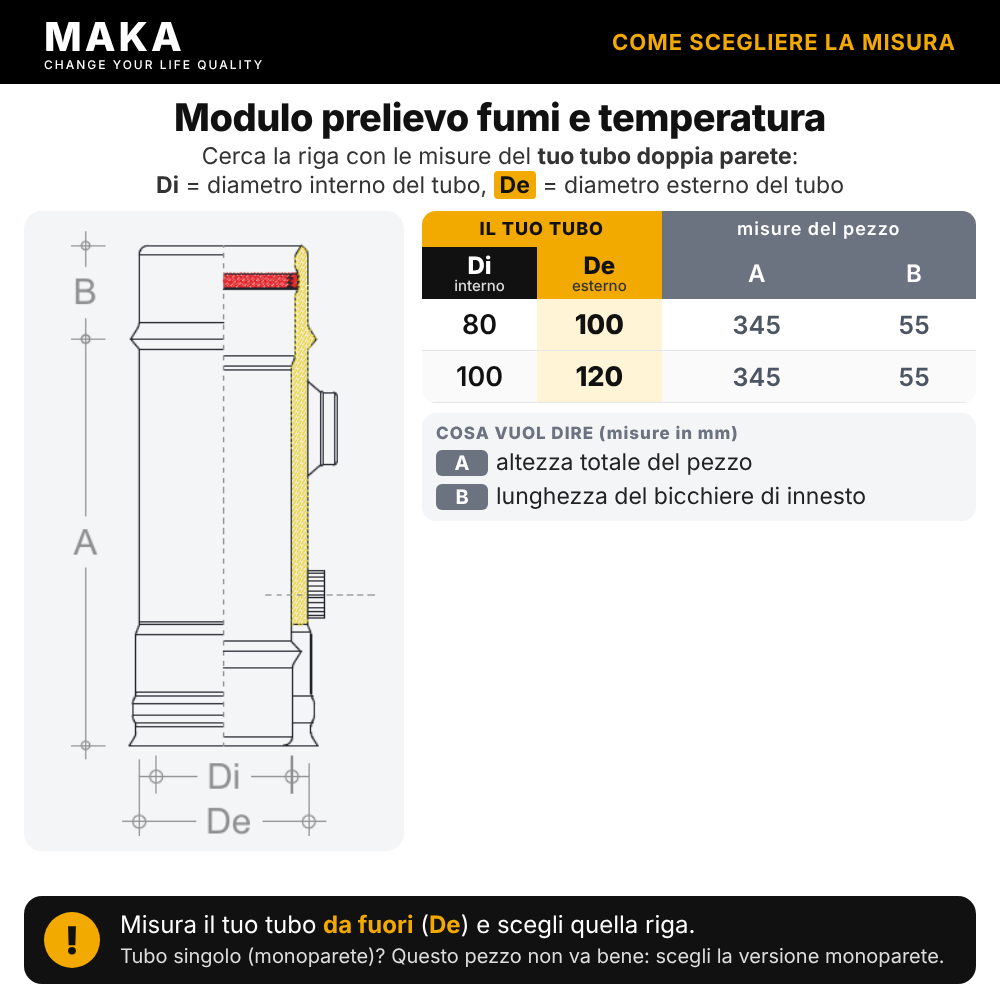 MAKA
CHANGE YOUR LIFE QUALITY
COME SCEGLIERE LA MISURA
Modulo prelievo fumi e temperatura
Cerca la riga con le misure del tuo tubo doppia parete:
Di = diametro interno del tubo, De = diametro esterno del tubo
B
A
Di
De
IL TUO TUBO misure del pezzo
Di De A B
interno esterno
80 100 345 55
100 120 345 55
COSA VUOL DIRE (misure in mm)
A altezza totale del pezzo
B lunghezza del bicchiere di innesto
! Misura il tuo tubo da fuori (De) e scegli quella riga.
Tubo singolo (monoparete)? Questo pezzo non va bene: scegli la versione monoparete.